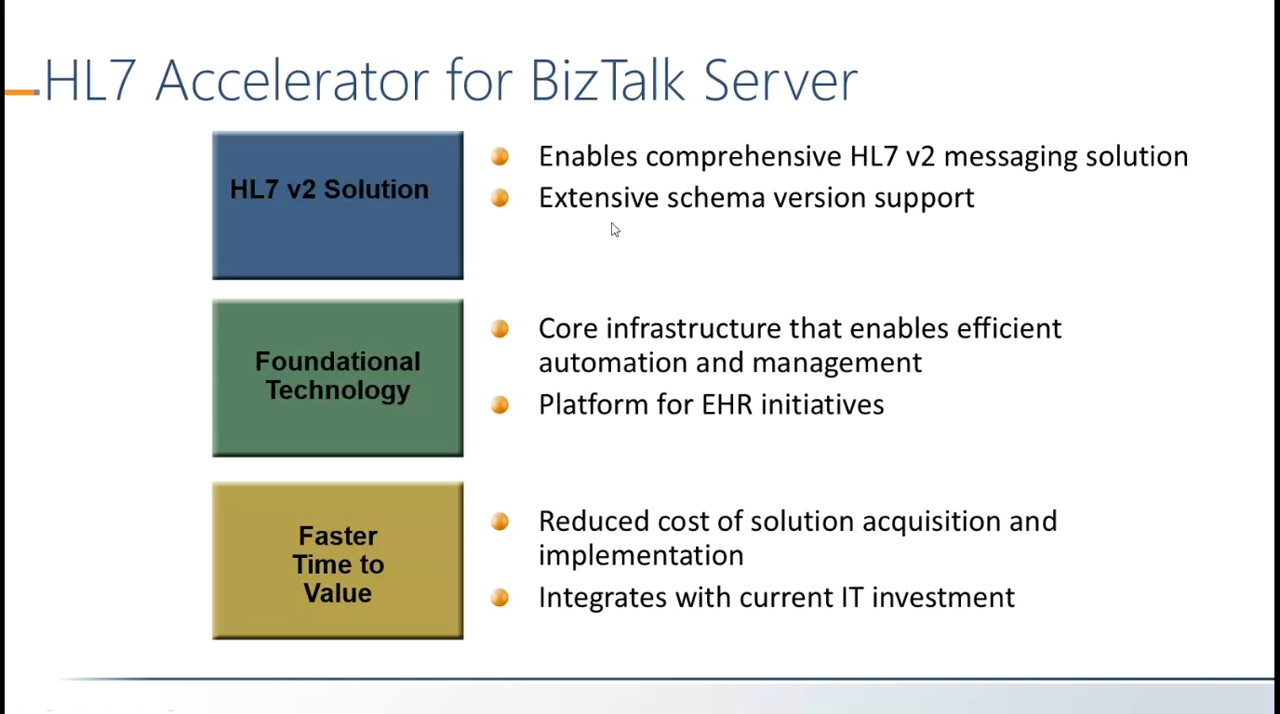 HL7 Accelerator for BizTalk Server
HL7 v2 Solution
Enables comprehensive HL7 v2 messaging solution
Extensive schema version support
Foundational
Technology
Core infrastructure that enables efficient
automation and management
Platform for EHR initiatives
Faster
Time to
Value
Reduced cost of solution acquisition and
implementation
Integrates with current IT investment